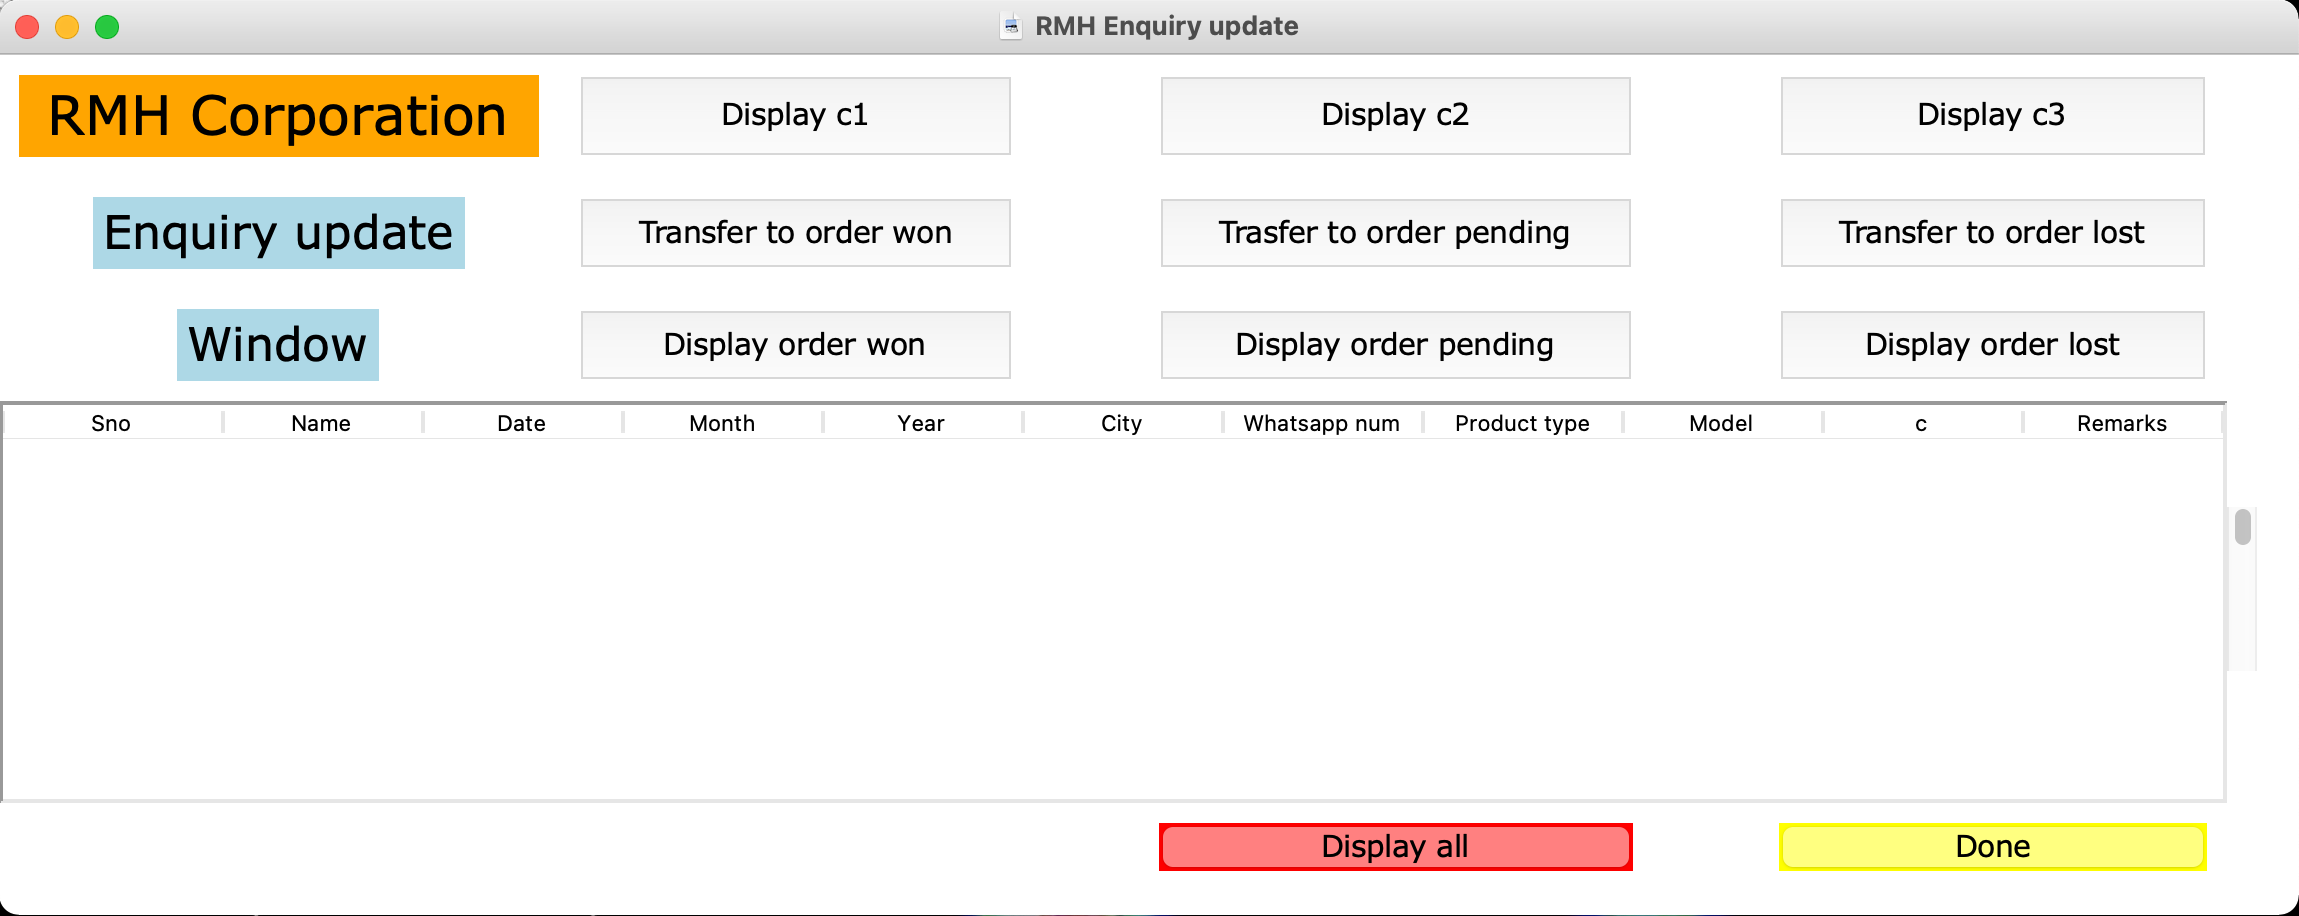 RMH Enquiry update
RMH Corporation
Display c1
Display c2
Display c3
Enquiry update
Transfer to order won
Trasfer to order pending
Transfer to order lost
Window
Display order won
Display order pending
Display order lost
Sno Name Date Month Year City Whatsapp num Product type Model c Remarks
Display all
Done